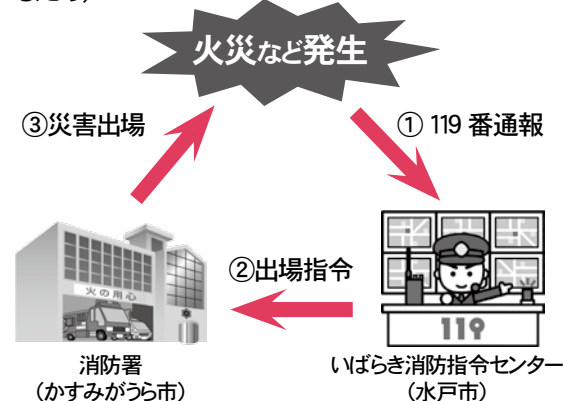 火災など発生
③災害出場
① 119 番通報
②出場指令
火の用心
119
消防署
（かすみがうら市）
いばらき消防指令センター
（水戸市）